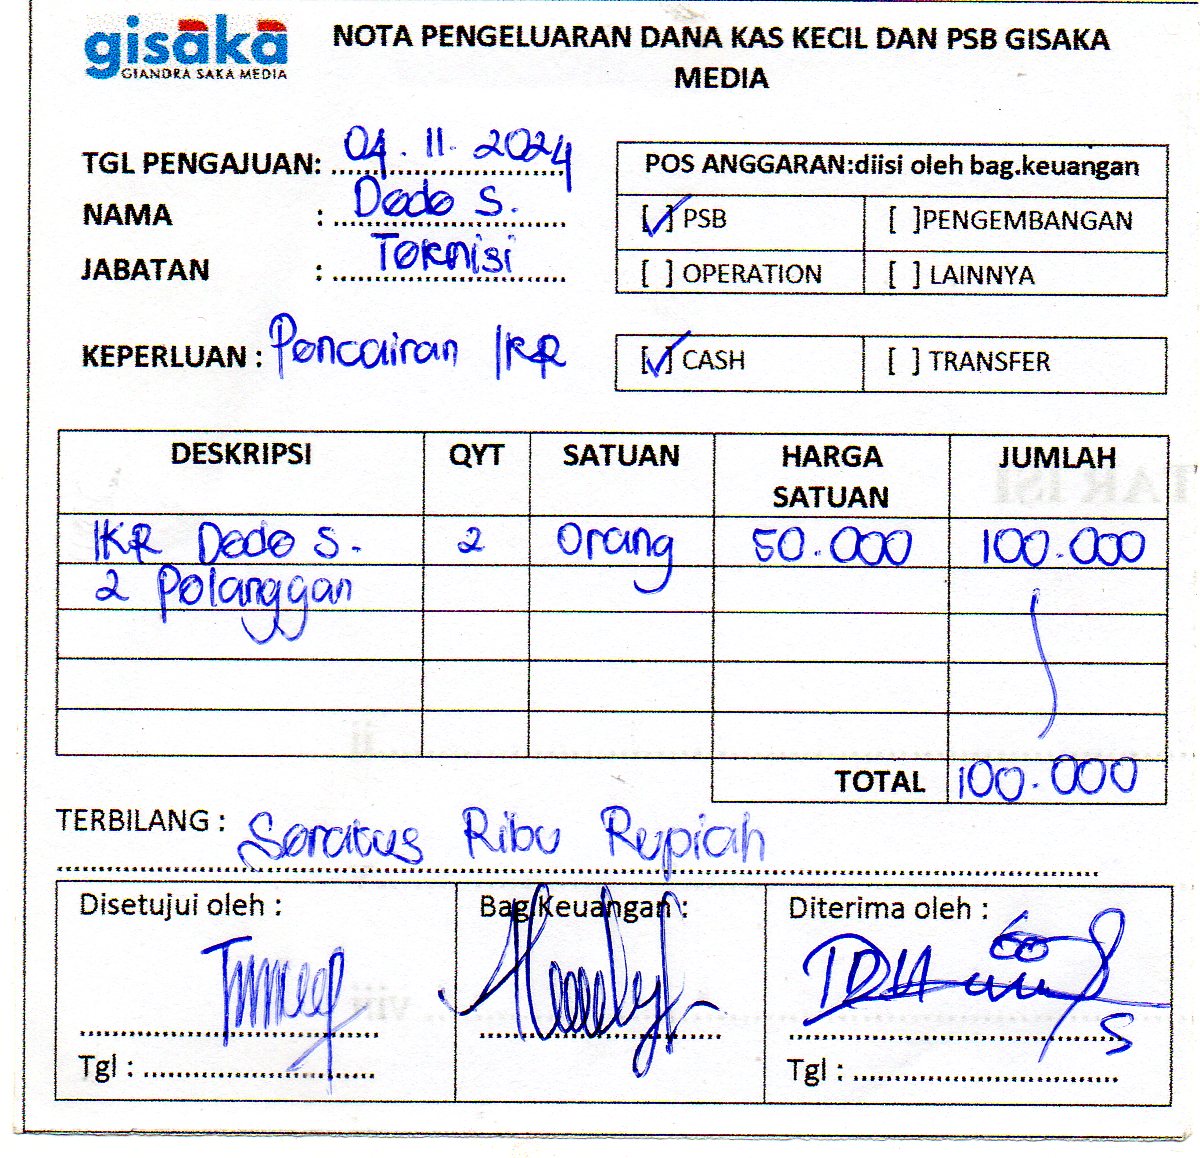 gisaka
GIANDRA SAKA MEDIA
NOTA PENGELUARAN DANA KAS KECIL DAN PSB GISAKA
MEDIA
TGL PENGAJUAN: 04.11.2024
NAMA : Dedo S.
JABATAN : Teknisi
KEPERLUAN : Pencairan IKR
POS ANGGARAN:diisi oleh bag.keuangan
[✓] PSB [ ]PENGEMBANGAN
[ ] OPERATION [ ] LAINNYA
[✓] CASH [ ] TRANSFER
DESKRIPSI QYT SATUAN HARGA SATUAN JUMLAH
IKR Dedo S. 2 Orang 50.000 100.000
2 Pelanggan
TOTAL 100.000
TERBILANG : Seratus Ribu Rupiah
Disetujui oleh : Bag.Keuangan : Diterima oleh :
Tgl : Tgl :